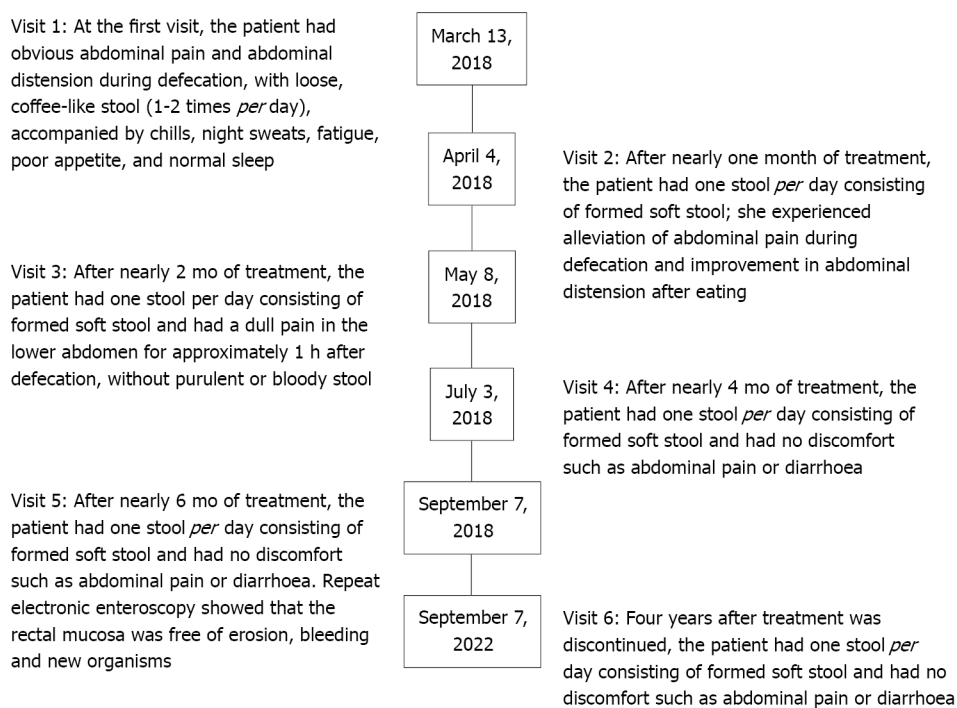 Visit 1: At the first visit, the patient had
obvious abdominal pain and abdominal
distension during defecation, with loose,
coffee-like stool (1-2 times per day),
accompanied by chills, night sweats, fatigue,
poor appetite, and normal sleep
March 13,
2018
April 4,
2018
Visit 2: After nearly one month of treatment,
the patient had one stool per day consisting
of formed soft stool; she experienced
alleviation of abdominal pain during
defecation and improvement in abdominal
distension after eating
Visit 3: After nearly 2 mo of treatment, the
patient had one stool per day consisting of
formed soft stool and had a dull pain in the
lower abdomen for approximately 1 h after
defecation, without purulent or bloody stool
May 8,
2018
July 3,
2018
Visit 4: After nearly 4 mo of treatment, the
patient had one stool per day consisting of
formed soft stool and had no discomfort
such as abdominal pain or diarrhoea
Visit 5: After nearly 6 mo of treatment, the
patient had one stool per day consisting of
formed soft stool and had no discomfort
such as abdominal pain or diarrhoea. Repeat
electronic enteroscopy showed that the
rectal mucosa was free of erosion, bleeding
and new organisms
September 7,
2018
September 7,
2022
Visit 6: Four years after treatment was
discontinued, the patient had one stool per
day consisting of formed soft stool and had no
discomfort such as abdominal pain or diarrhoea